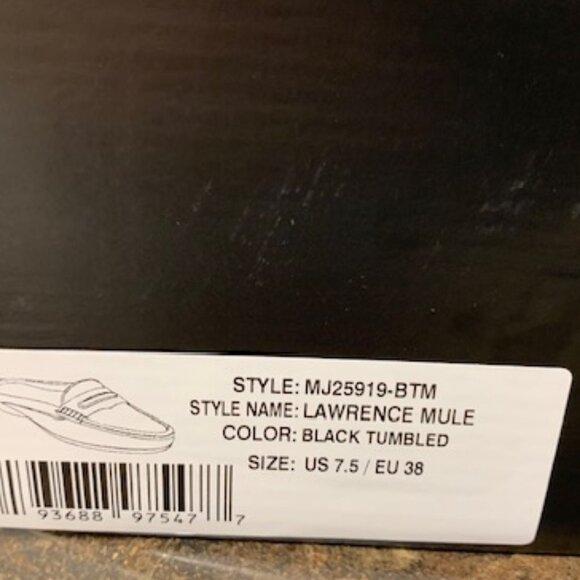 STYLE: MJ25919-BTM
STYLE NAME: LAWRENCE MULE
COLOR: BLACK TUMBLED
SIZE: US 7.5 / EU 38
93688 97547 7